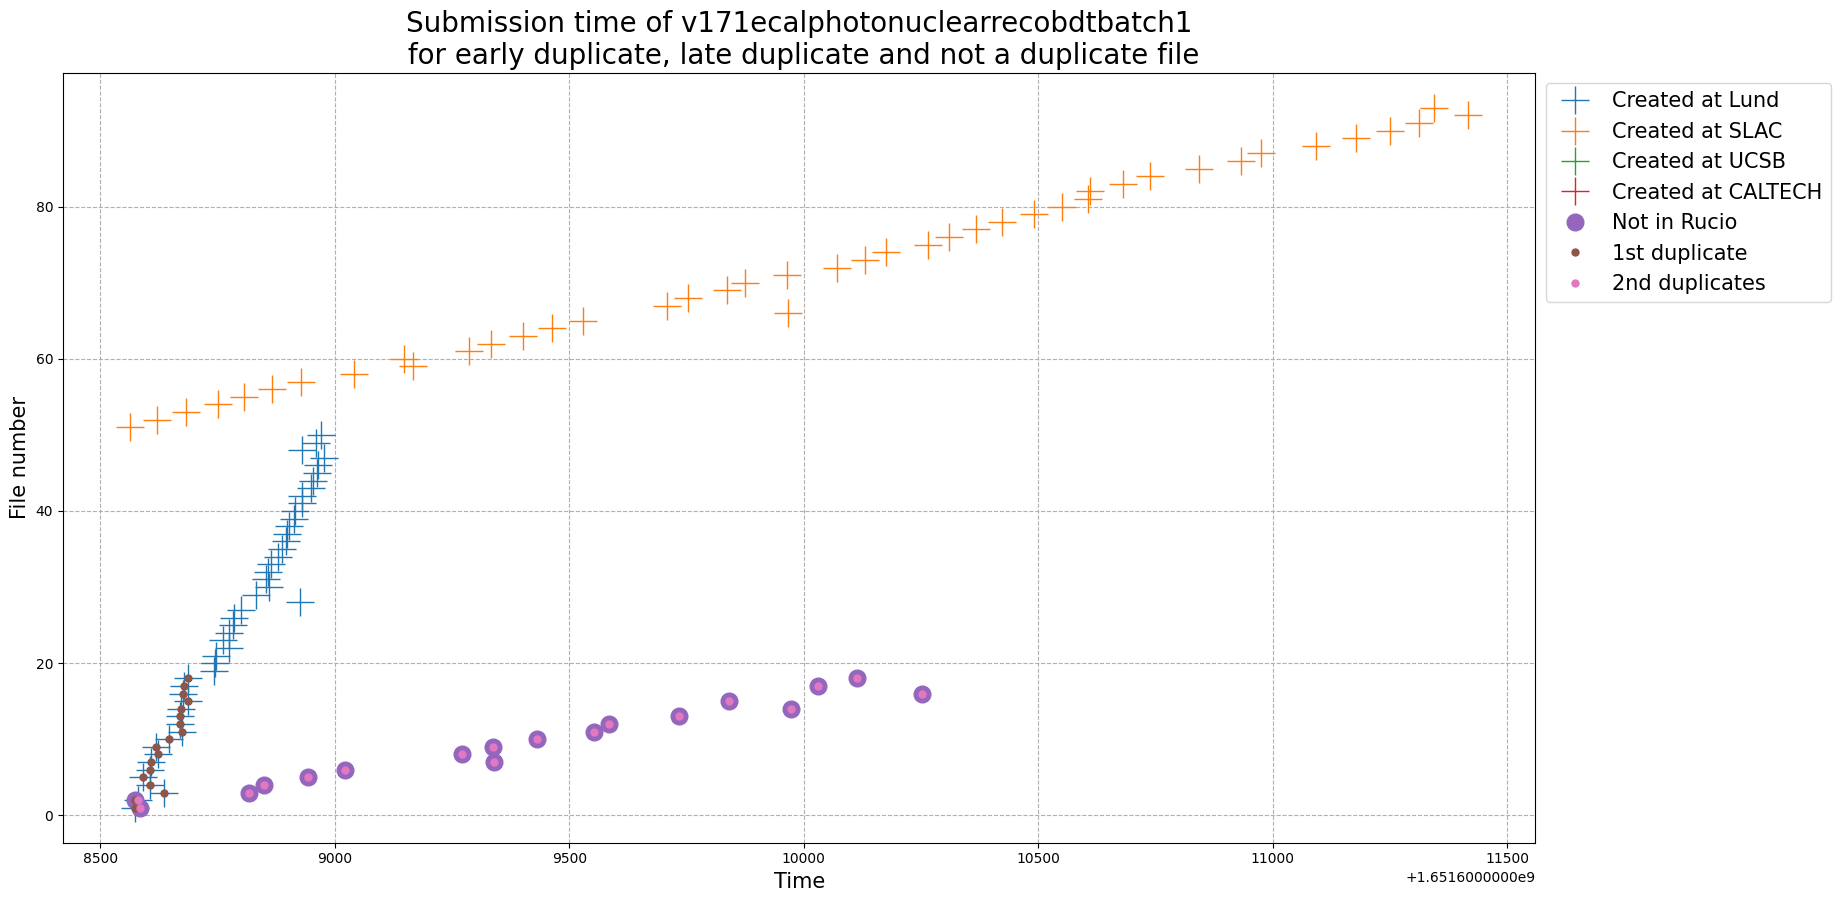 Submission time of v171ecalphotonuclearrecobdtbatch1
for early duplicate, late duplicate and not a duplicate file
Created at Lund
Created at SLAC
Created at UCSB
Created at CALTECH
Not in Rucio
1st duplicate
2nd duplicates
File number
80
60
40
20
0
8500
9000
9500
10000
10500
11000
11500
+1.6516000000e9
Time